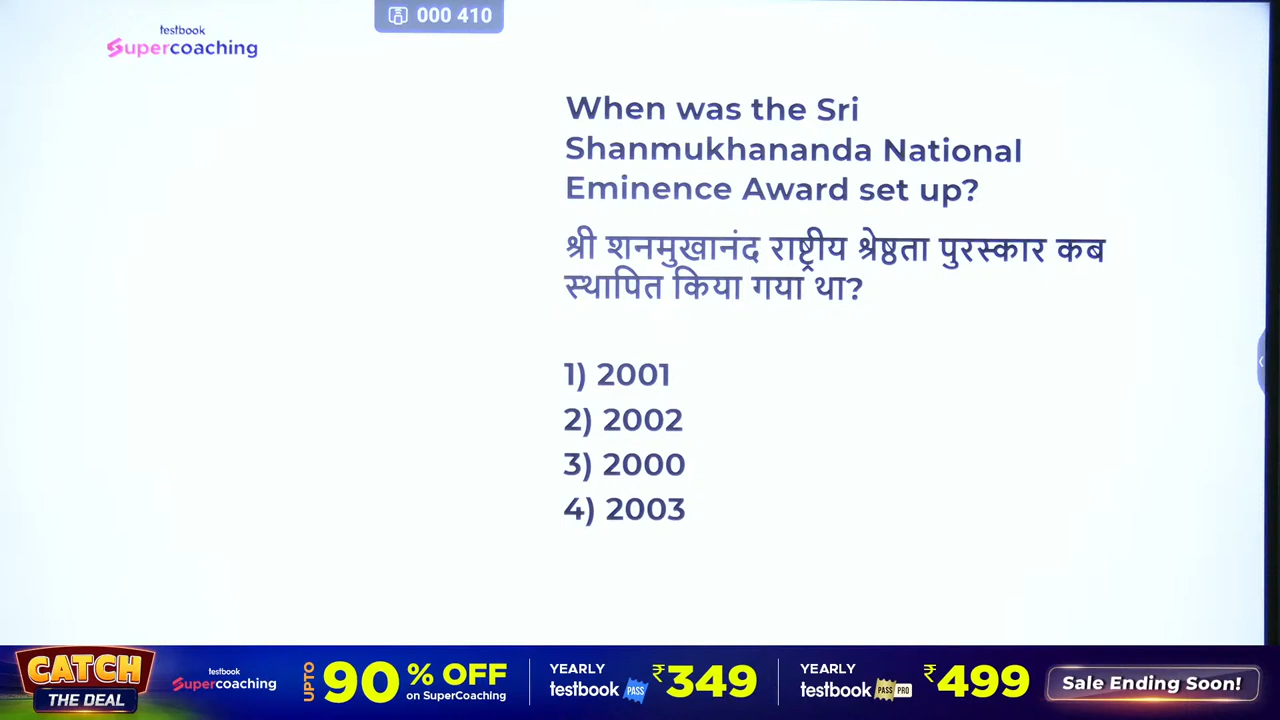 000 410
testbook
Supercoaching
When was the Sri
Shanmukhananda National
Eminence Award set up?
श्री शनमुखानंद राष्ट्रीय श्रेष्ठता पुरस्कार कब
स्थापित किया गया था?
1) 2001
2) 2002
3) 2000
4) 2003
CATCH
THE DEAL
testbook
Supercoaching
UPTO
90% OFF
on SuperCoaching
YEARLY
testbook PASS
₹349
YEARLY
testbook PASS PRO
₹499
Sale Ending Soon!